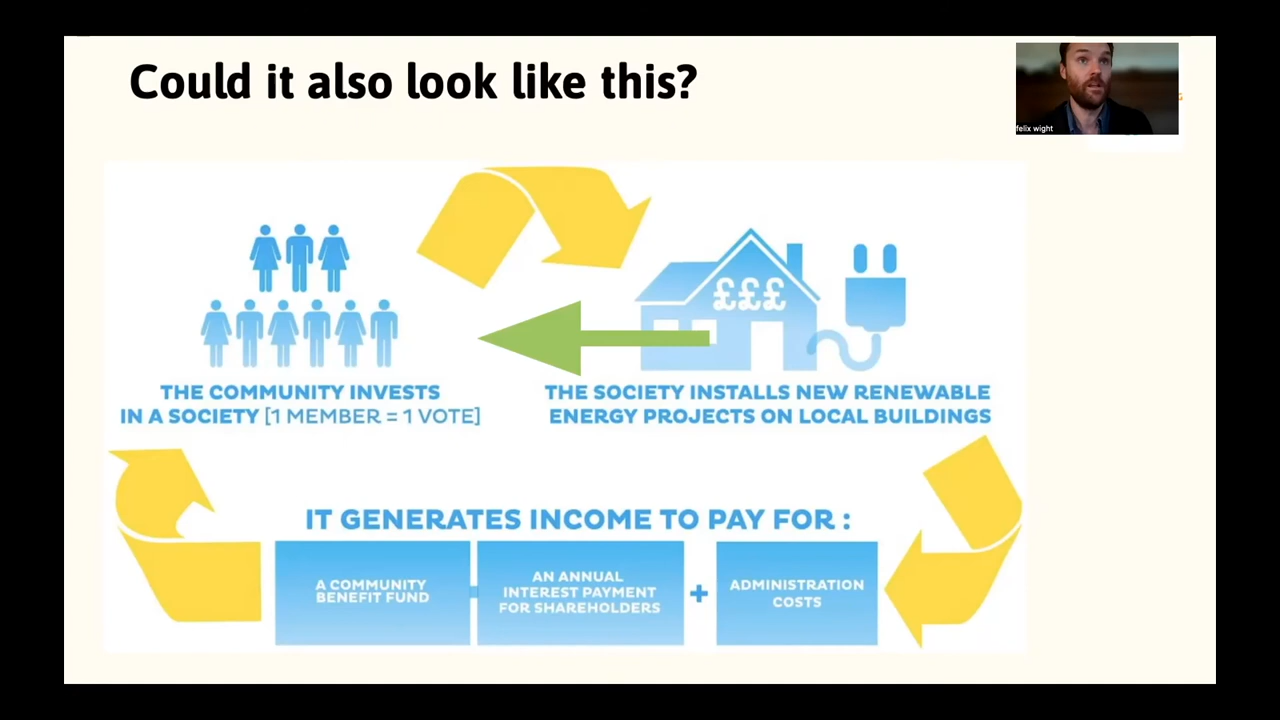 Could it also look like this?
felix wight
£££
THE COMMUNITY INVESTS
IN A SOCIETY [1 MEMBER = 1 VOTE]
THE SOCIETY INSTALLS NEW RENEWABLE
ENERGY PROJECTS ON LOCAL BUILDINGS
IT GENERATES INCOME TO PAY FOR :
A COMMUNITY
BENEFIT FUND
AN ANNUAL
INTEREST PAYMENT
FOR SHAREHOLDERS
+
ADMINISTRATION
COSTS